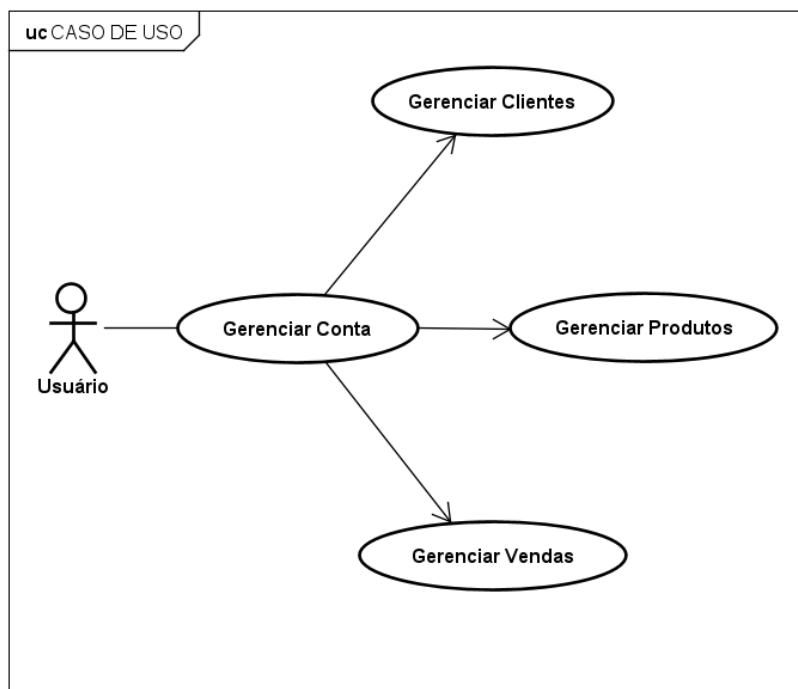 uc CASO DE USO
Gerenciar Clientes
Gerenciar Conta
Gerenciar Produtos
Usuário
Gerenciar Vendas